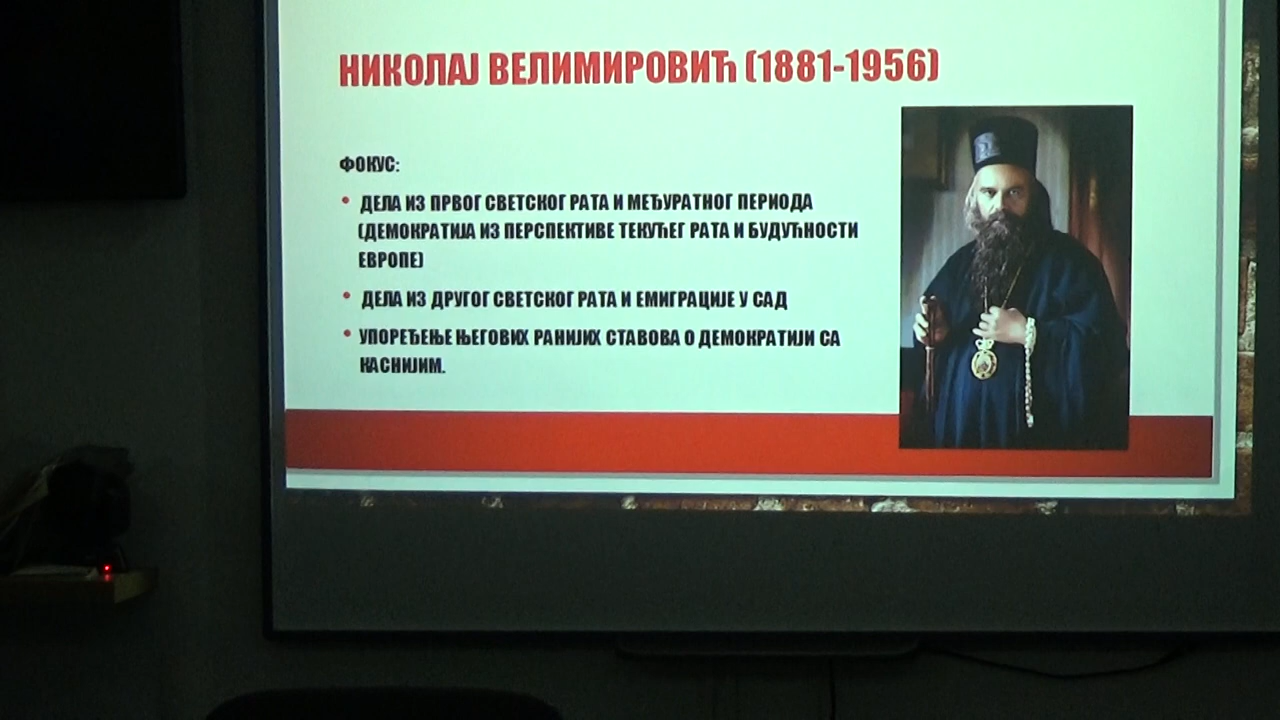 НИКОЛАЈ ВЕЛИМИРОВИЋ (1881-1956)
ФОКУС:
• ДЕЛА ИЗ ПРВОГ СВЕТСКОГ РАТА И МЕЂУРАТНОГ ПЕРИОДА
(ДЕМОКРАТИЈА ИЗ ПЕРСПЕКТИВЕ ТЕКУЋЕГ РАТА И БУДУЋНОСТИ
ЕВРОПЕ)
• ДЕЛА ИЗ ДРУГОГ СВЕТСКОГ РАТА И ЕМИГРАЦИЈЕ У САД
• УПОРЕЂЕЊЕ ЊЕГОВИХ РАНИЈИХ СТАВОВА О ДЕМОКРАТИЈИ СА
КАСНИЈИМ.